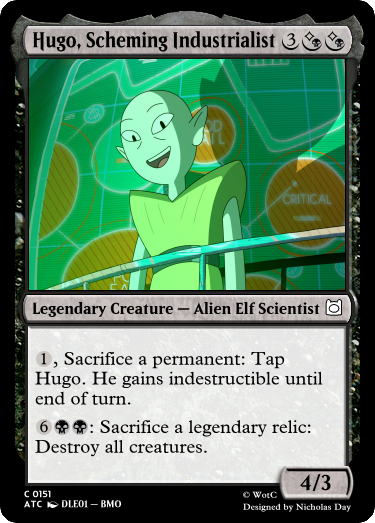 Hugo, Scheming Industrialist 3
CRITICAL
Legendary Creature — Alien Elf Scientist
1, Sacrifice a permanent: Tap
Hugo. He gains indestructible until
end of turn.
6: Sacrifice a legendary relic:
Destroy all creatures.
4/3
C 0151
ATC DLE01 — BMO
© WotC
Designed by Nicholas Day